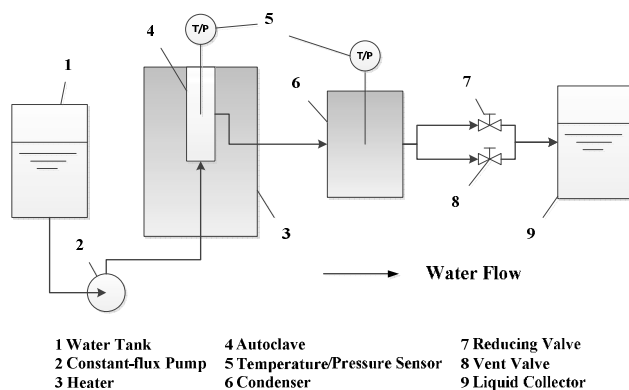 5
4
T/P
T/P
1
6
7
8
2
3
9
Water Flow
1 Water Tank
2 Constant-flux Pump
3 Heater
4 Autoclave
5 Temperature/Pressure Sensor
6 Condenser
7 Reducing Valve
8 Vent Valve
9 Liquid Collector